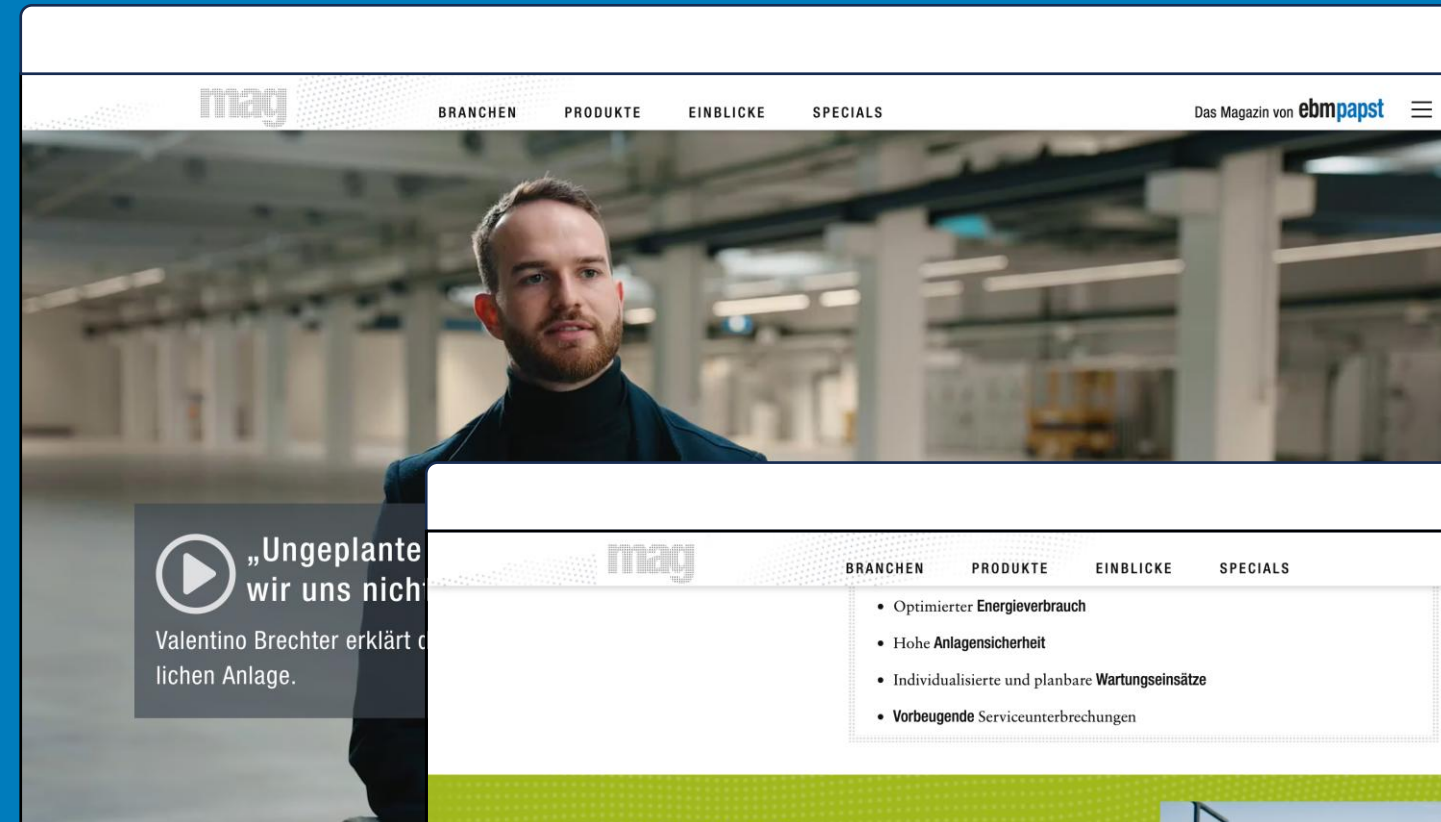 mag
BRANCHEN PRODUKTE EINBLICKE SPECIALS
Das Magazin von ebmpapst
„Ungeplante
wir uns nich
Valentino Brechter erklärt
lichen Anlage.
mag
BRANCHEN PRODUKTE EINBLICKE SPECIALS
• Optimierter Energieverbrauch
• Hohe Anlagensicherheit
• Individualisierte und planbare Wartungseinsätze
• Vorbeugende Serviceunterbrechungen